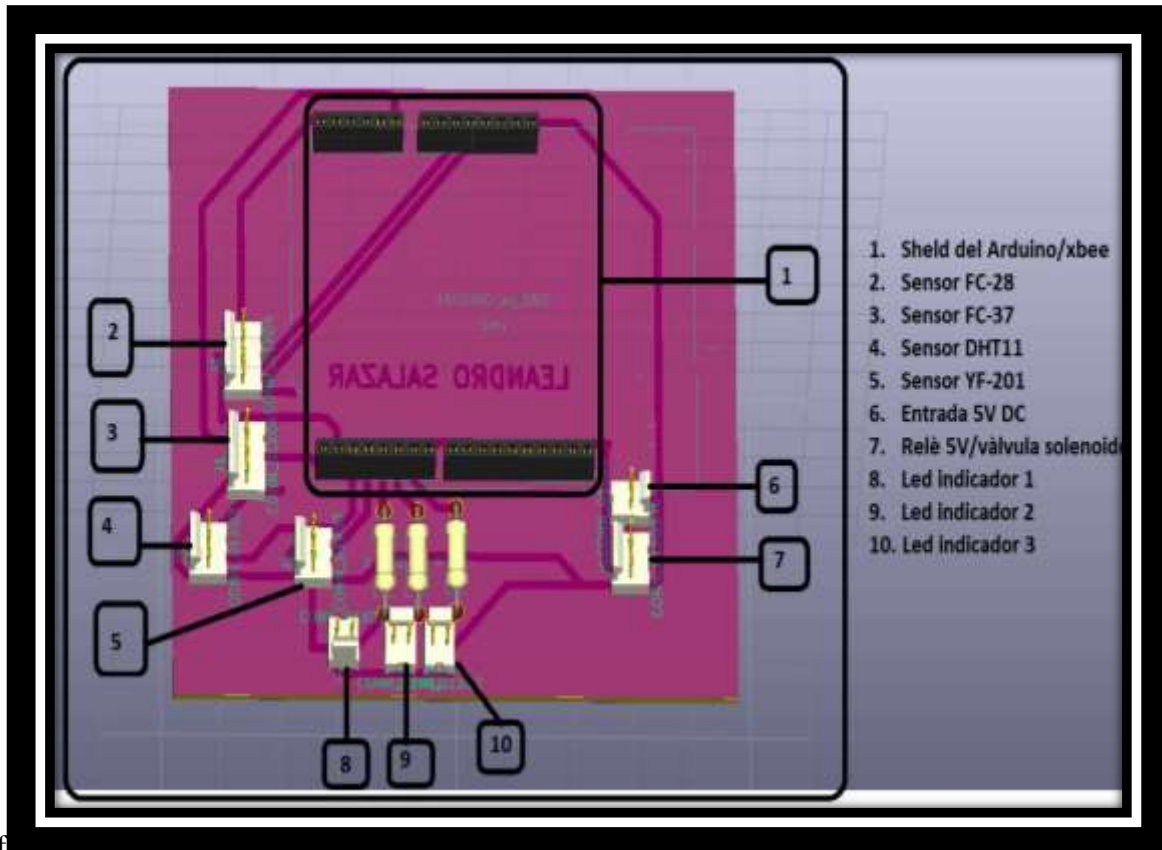 1
2
3
4
5
6
7
8
9
10
LEANDRO SALAZAR
1. Sheld del Arduino/xbee
2. Sensor FC-28
3. Sensor FC-37
4. Sensor DHT11
5. Sensor YF-201
6. Entrada 5V DC
7. Relè 5V/vàlvula solenoide
8. Led indicador 1
9. Led indicador 2
10. Led indicador 3
f